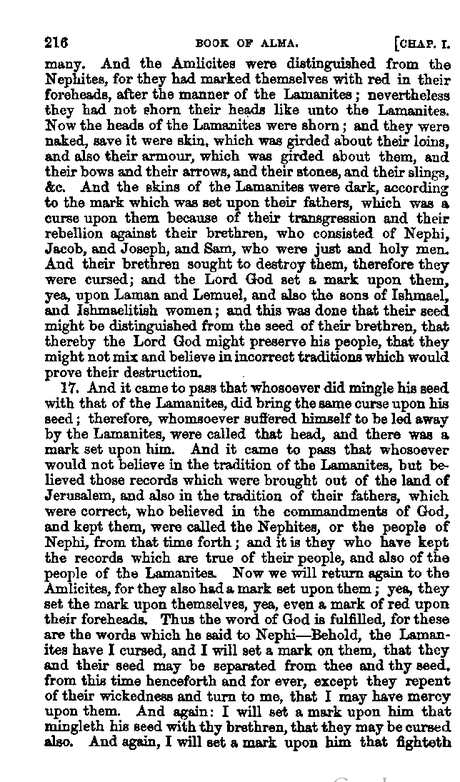 216 BOOK OF ALMA. [CHAP. I.
many. And the Amlicites were distinguished from the
Nephites, for they had marked themselves with red in their
foreheads, after the manner of the Lamanites; nevertheless
they had not shorn their heads like unto the Lamanites.
Now the heads of the Lamanites were shorn; and they were
naked, save it were skin, which was girded about their loins,
and also their armour, which was girded about them, and
their bows and their arrows, and their stones, and their slings,
&c. And the skins of the Lamanites were dark, according
to the mark which was set upon their fathers, which was a
curse upon them because of their transgression and their
rebellion against their brethren, who consisted of Nephi,
Jacob, and Joseph, and Sam, who were just and holy men.
And their brethren sought to destroy them, therefore they
were cursed; and the Lord God set a mark upon them,
yea, upon Laman and Lemuel, and also the sons of Ishmael,
and Ishmaelitish women; and this was done that their seed
might be distinguished from the seed of their brethren, that
thereby the Lord God might preserve his people, that they
might not mix and believe in incorrect traditions which would
prove their destruction.
17. And it came to pass that whosoever did mingle his seed
with that of the Lamanites, did bring the same curse upon his
seed; therefore, whomsoever suffered himself to be led away
by the Lamanites, were called that head, and there was a
mark set upon him. And it came to pass that whosoever
would not believe in the tradition of the Lamanites, but be-
lieved those records which were brought out of the land of
Jerusalem, and also in the tradition of their fathers, which
were correct, who believed in the commandments of God,
and kept them, were called the Nephites, or the people of
Nephi, from that time forth; and it is they who have kept
the records which are true of their people, and also of the
people of the Lamanites. Now we will return again to the
Amlicites, for they also had a mark set upon them; yea, they
set the mark upon themselves, yea, even a mark of red upon
their foreheads. Thus the word of God is fulfilled, for these
are the words which he said to Nephi—Behold, the Laman-
ites have I cursed, and I will set a mark on them, that they
and their seed may be separated from thee and thy seed,
from this time henceforth and for ever, except they repent
of their wickedness and turn to me, that I may have mercy
upon them. And again: I will set a mark upon him that
mingleth his seed with thy brethren, that they may be cursed
also. And again, I will set a mark upon him that fighteth